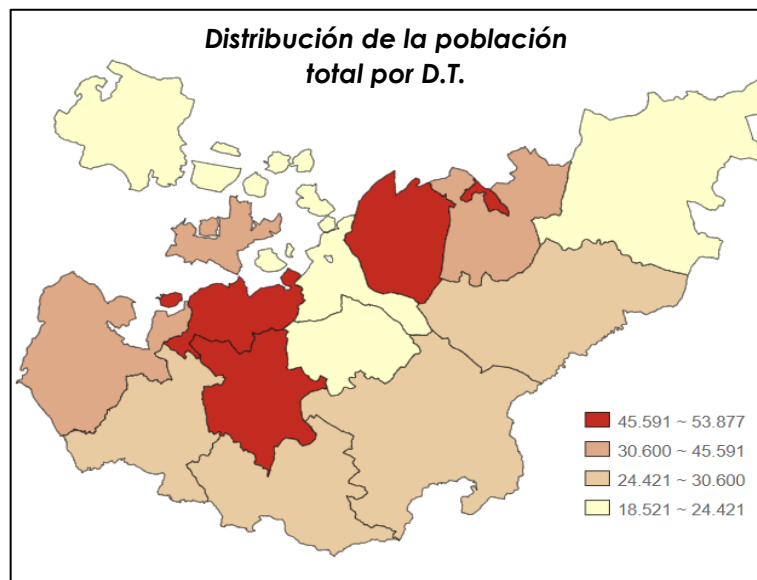 Distribución de la población
total por D.T.
45.591 ~ 53.877
30.600 ~ 45.591
24.421 ~ 30.600
18.521 ~ 24.421